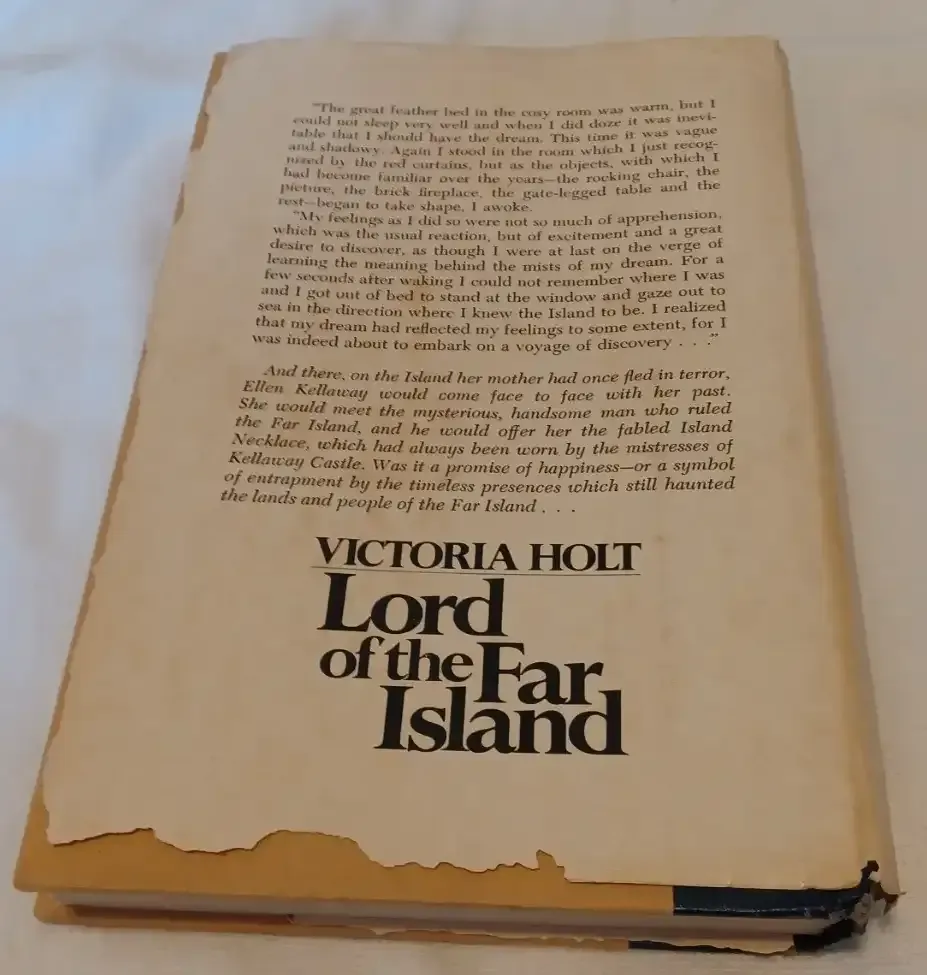 "The great feather bed in the cosy room was warm, but I
could not sleep very well and when I did doze it was inevi-
table that I should have the dream. This time it was vague
and shadowy. Again I stood in the room which I just recog-
nized by the red curtains, but as the objects, with which I
had become familiar over the years—the rocking chair, the
picture, the brick fireplace, the gate-legged table and the
rest—began to take shape, I awoke.
"My feelings as I did so were not so much of apprehension,
which was the usual reaction, but of excitement and a great
desire to discover, as though I were at last on the verge of
learning the meaning behind the mists of my dream. For a
few seconds after waking I could not remember where I was
and I got out of bed to stand at the window and gaze out to
sea in the direction where I knew the Island to be. I realized
that my dream had reflected my feelings to some extent, for I
was indeed about to embark on a voyage of discovery . . ."
And there, on the Island her mother had once fled in terror,
Ellen Kellaway would come face to face with her past.
She would meet the mysterious, handsome man who ruled
the Far Island, and he would offer her the fabled Island
Necklace, which had always been worn by the mistresses of
Kellaway Castle. Was it a promise of happiness—or a symbol
of entrapment by the timeless presences which still haunted
the lands and people of the Far Island . . .
VICTORIA HOLT
Lord
of the Far
Island